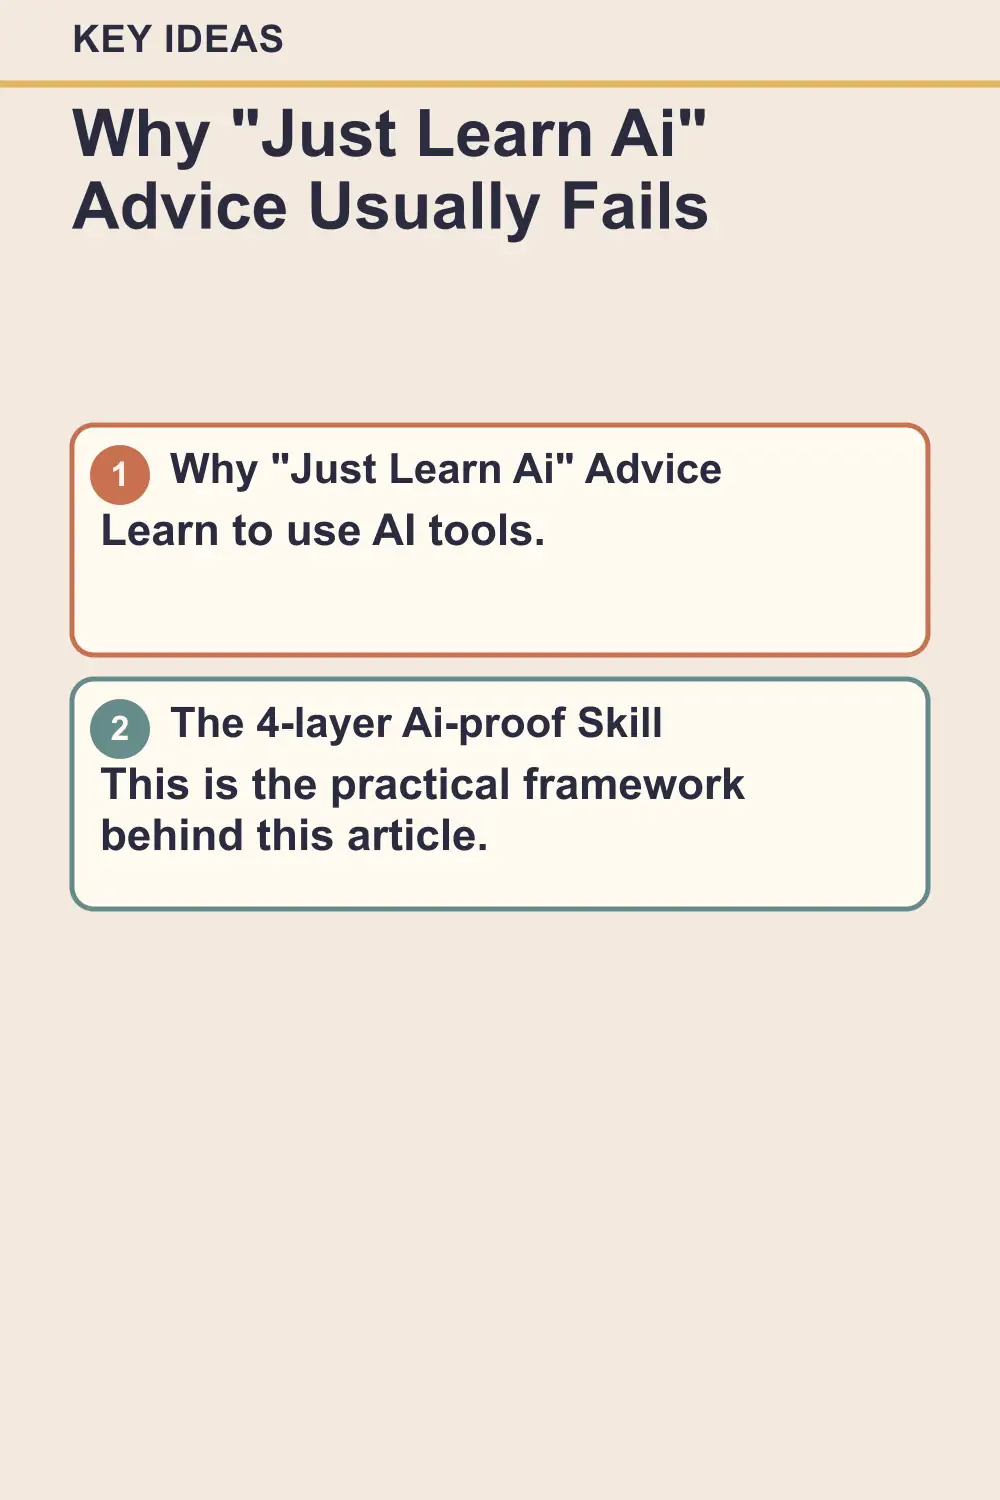 KEY IDEAS
Why "Just Learn Ai"
Advice Usually Fails
1 Why "Just Learn Ai" Advice
Learn to use AI tools.
2 The 4-layer Ai-proof Skill
This is the practical framework
behind this article.